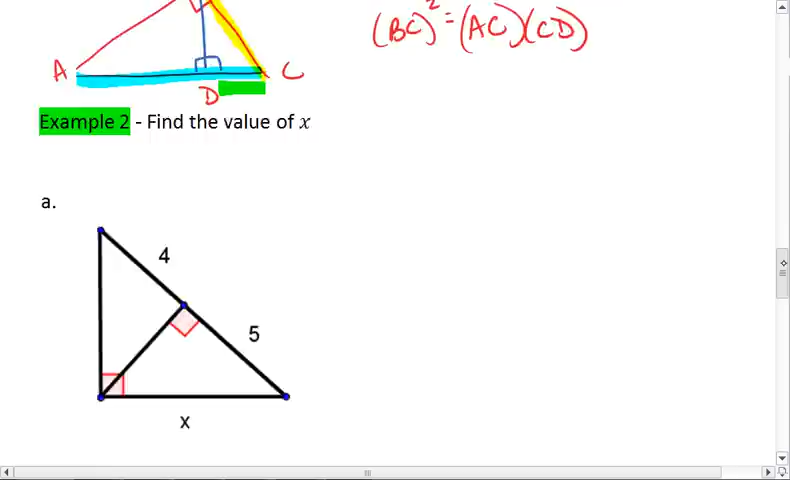 (BC)²=(AC)(CD)
A
C
D
Example 2 - Find the value of x
a.
4
5
x